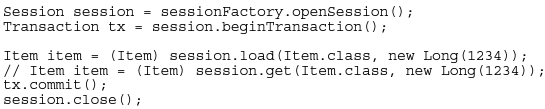 Session session = sessionFactory.openSession();
Transaction tx = session.beginTransaction();
Item item = (Item) session.load(Item.class, new Long(1234));
// Item item = (Item) session.get(Item.class, new Long(1234));
tx.commit();
session.close();